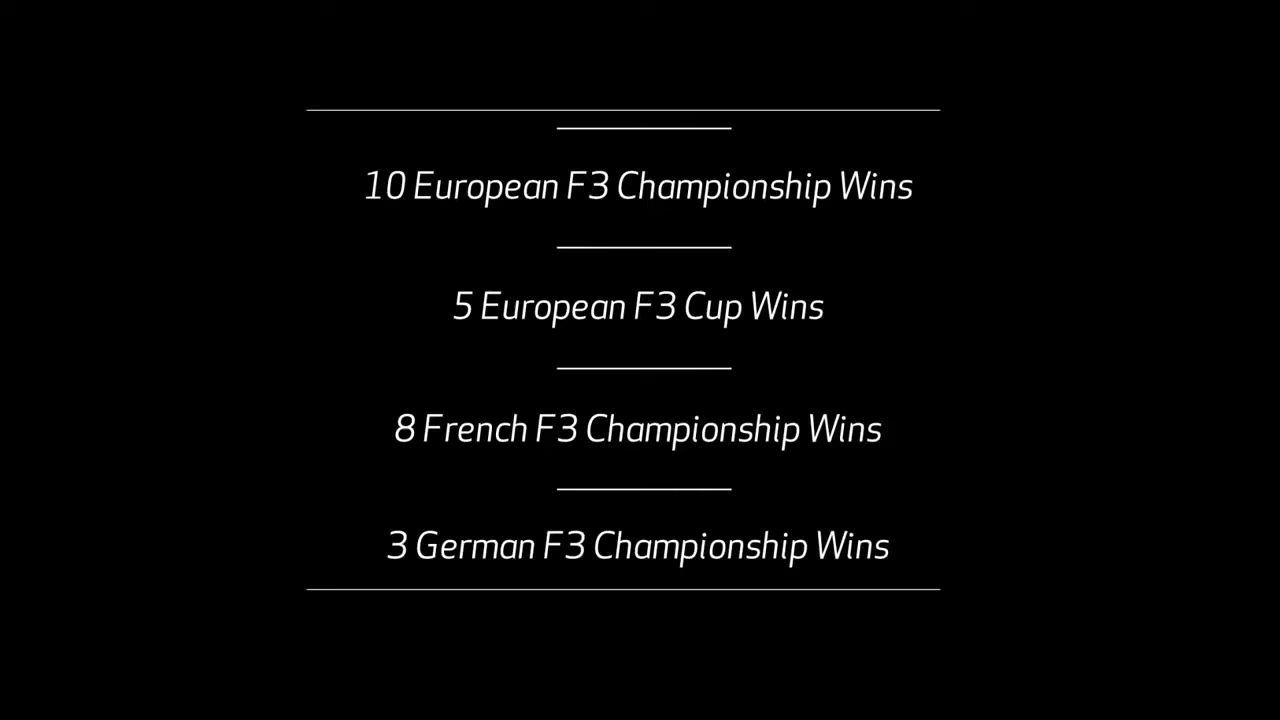 10 European F3 Championship Wins
5 European F3 Cup Wins
8 French F3 Championship Wins
3 German F3 Championship Wins